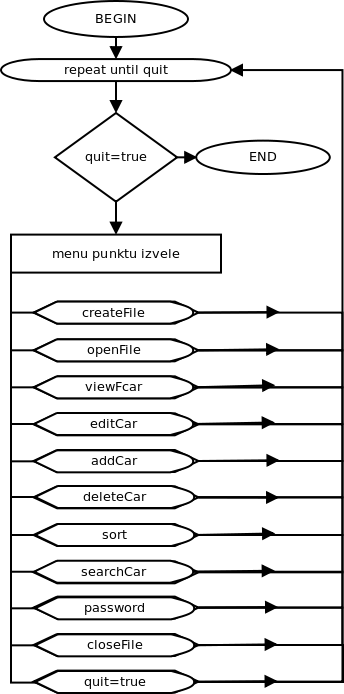 BEGIN
repeat until quit
quit=true
END
menu punktu izvele
createFile
openFile
viewFcar
editCar
addCar
deleteCar
sort
searchCar
password
closeFile
quit=true